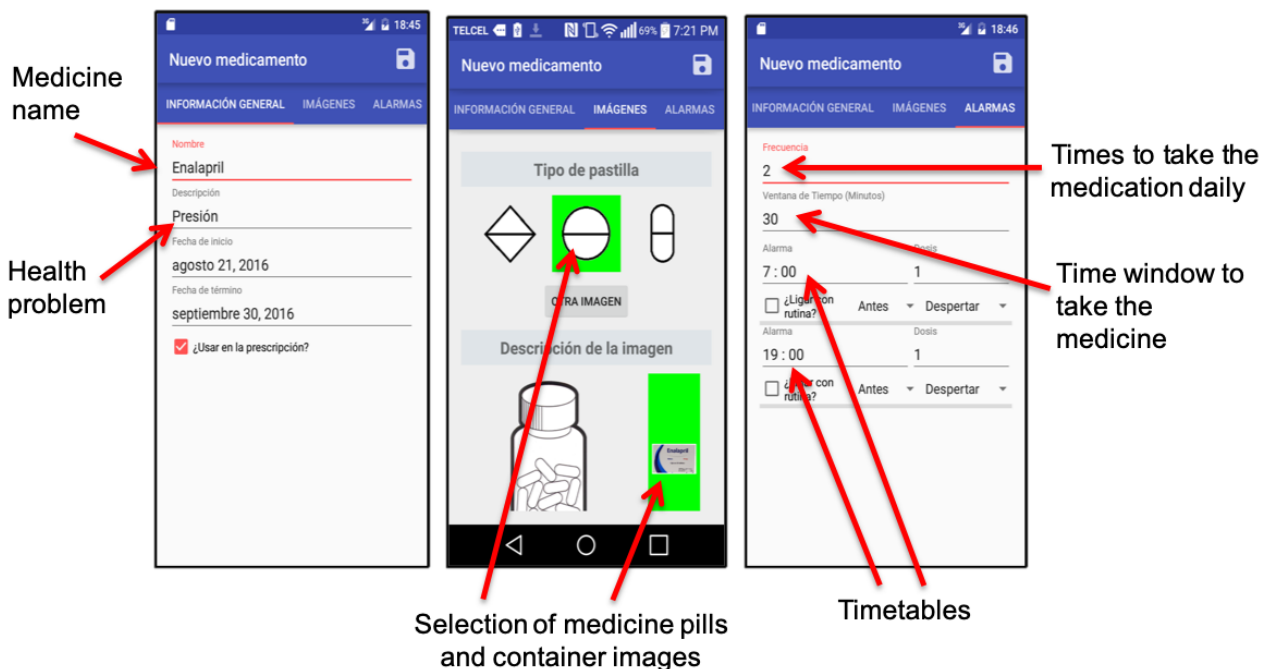 Medicine
name
Health
problem
18:45
Nuevo medicamento
INFORMACIÓN GENERAL IMÁGENES ALARMAS
Nombre
Enalapril
Descripción
Presión
Fecha de inicio
agosto 21, 2016
Fecha de término
septiembre 30, 2016
¿Usar en la prescripción?
TELCEL 69% 7:21 PM
Nuevo medicamento
INFORMACIÓN GENERAL IMÁGENES ALARMAS
Tipo de pastilla
OTRA IMAGEN
Descripción de la imagen
Enalapril
Selection of medicine pills
and container images
18:46
Nuevo medicamento
INFORMACIÓN GENERAL IMÁGENES ALARMAS
Frecuencia
2
Ventana de Tiempo (Minutos)
30
Alarma Dosis
7 : 00 1
¿Ligar con
rutina?
Antes Despertar
Alarma Dosis
19 : 00 1
¿Ligar con
rutina?
Antes Despertar
Times to take the
medication daily
Time window to
take the
medicine
Timetables